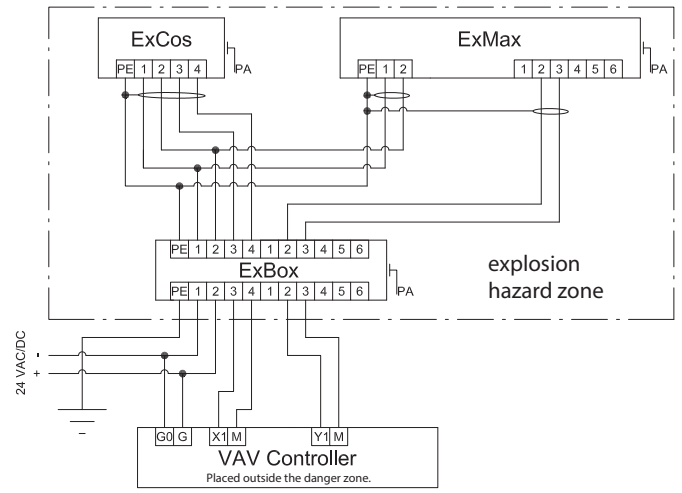 ExCos
ExMax
PE 1 2 3 4
PA
PE 1 2
1 2 3 4 5 6
PA
PE 1 2 3 4 1 2 3 4 5 6
ExBox
PE 1 2 3 4 1 2 3 4 5 6
PA
explosion
hazard zone
24 VAC/DC
-
+
G0 G X1 M Y1 M
VAV Controller
Placed outside the danger zone.